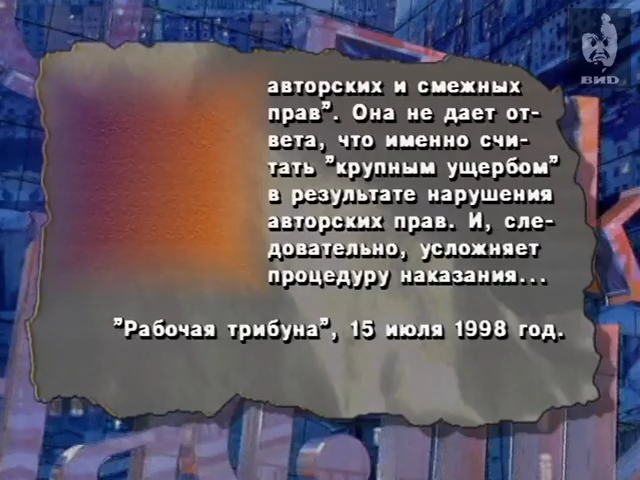 ВИD
авторских и смежных
прав". Она не дает от-
вета, что именно счи-
тать "крупным ущербом"
в результате нарушения
авторских прав. И, сле-
довательно, усложняет
процедуру наказания...
"Рабочая трибуна", 15 июля 1998 год.